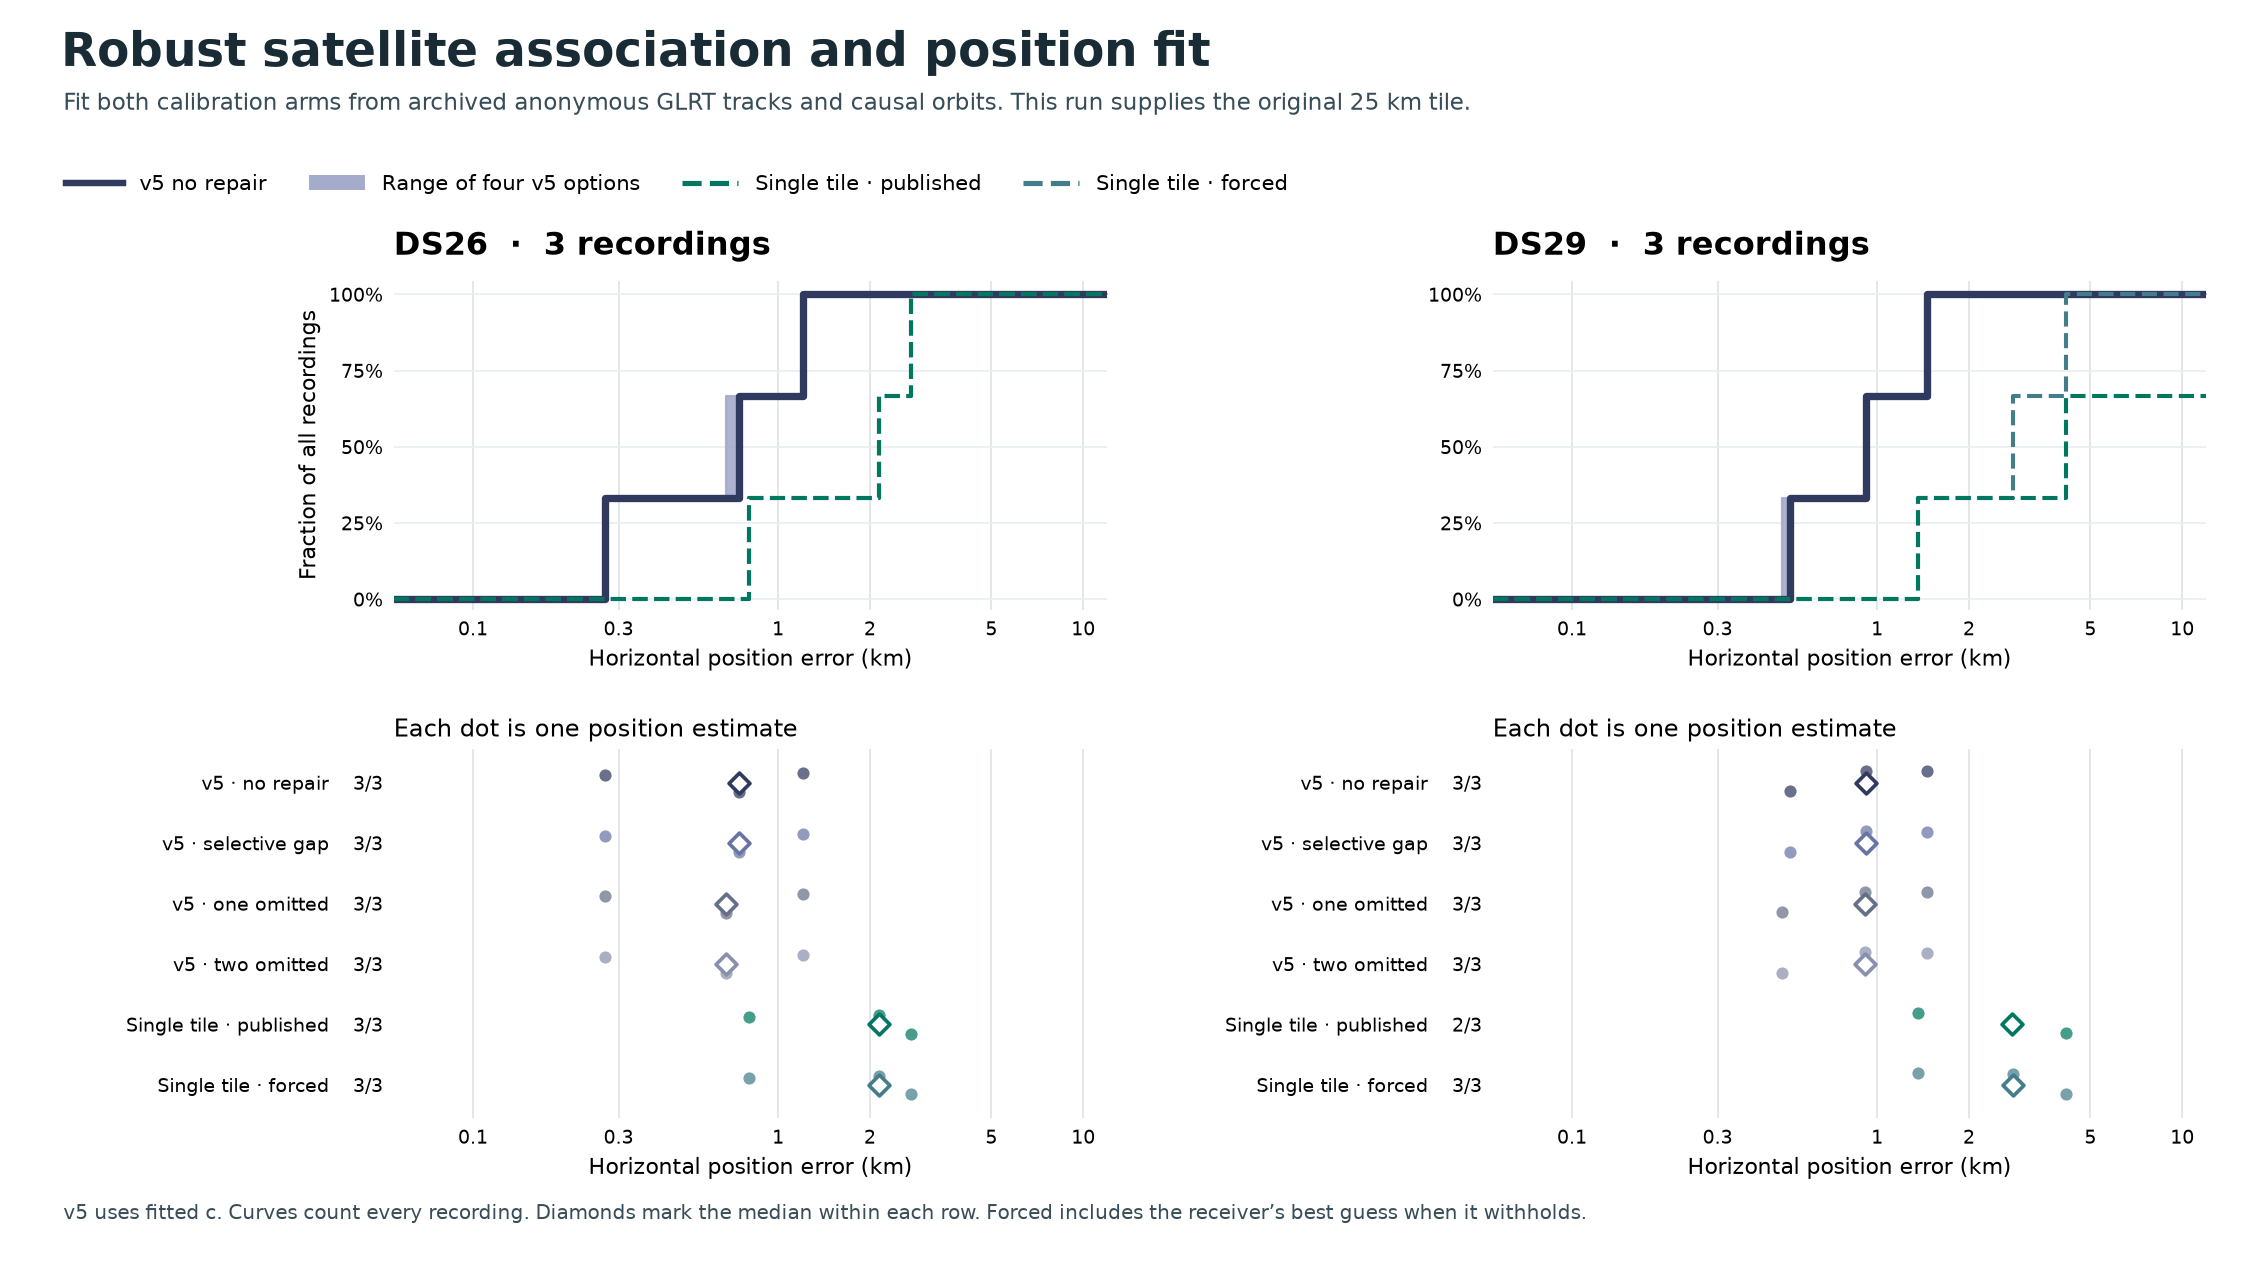 Robust satellite association and position fit
Fit both calibration arms from archived anonymous GLRT tracks and causal orbits. This run supplies the original 25 km tile.
v5 no repair
Range of four v5 options
Single tile · published
Single tile · forced
DS26 · 3 recordings
Fraction of all recordings
100%
75%
50%
25%
0%
0.1 0.3 1 2 5 10
Horizontal position error (km)
DS29 · 3 recordings
100%
75%
50%
25%
0%
0.1 0.3 1 2 5 10
Horizontal position error (km)
Each dot is one position estimate
v5 · no repair 3/3
v5 · selective gap 3/3
v5 · one omitted 3/3
v5 · two omitted 3/3
Single tile · published 3/3
Single tile · forced 3/3
0.1 0.3 1 2 5 10
Horizontal position error (km)
Each dot is one position estimate
v5 · no repair 3/3
v5 · selective gap 3/3
v5 · one omitted 3/3
v5 · two omitted 3/3
Single tile · published 2/3
Single tile · forced 3/3
0.1 0.3 1 2 5 10
Horizontal position error (km)
v5 uses fitted c. Curves count every recording. Diamonds mark the median within each row. Forced includes the receiver’s best guess when it withholds.